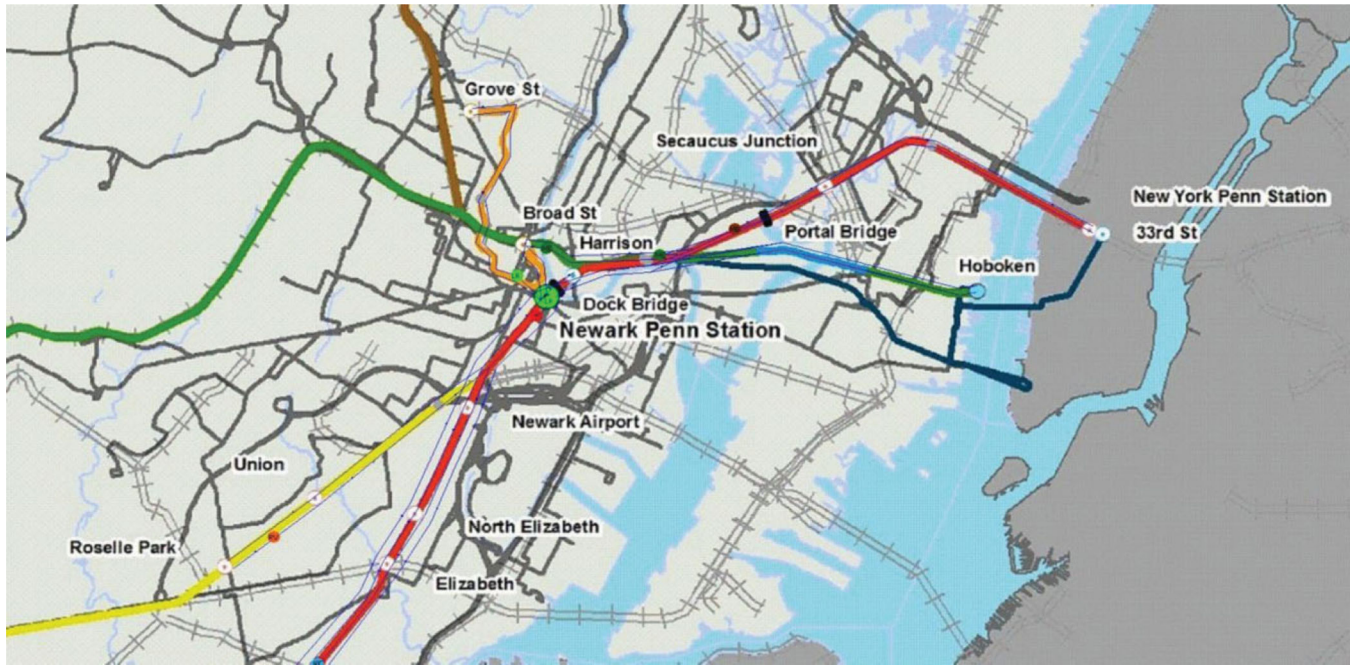 Grove St
Secaucus Junction
New York Penn Station
Broad St
Harrison
Portal Bridge
33rd St
Hoboken
Dock Bridge
Newark Penn Station
Newark Airport
Union
North Elizabeth
Roselle Park
Elizabeth